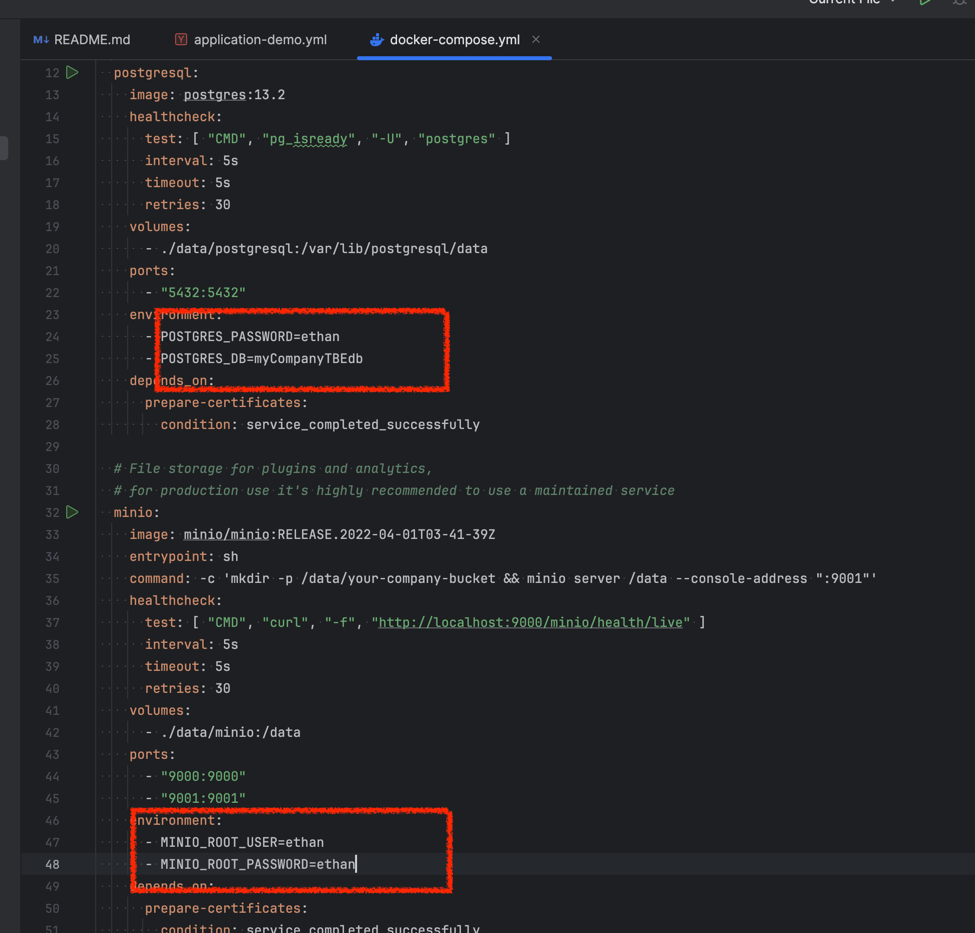 Current File
M↓ README.md
Y application-demo.yml
docker-compose.yml ×
12 postgresql:
13 image: postgres:13.2
14 healthcheck:
15 test: [ "CMD", "pg_isready", "-U", "postgres" ]
16 interval: 5s
17 timeout: 5s
18 retries: 30
19 volumes:
20 - ./data/postgresql:/var/lib/postgresql/data
21 ports:
22 - "5432:5432"
23 environment:
24 - POSTGRES_PASSWORD=ethan
25 - POSTGRES_DB=myCompanyTBEdb
26 depends_on:
27 prepare-certificates:
28 condition: service_completed_successfully
29
30 # File storage for plugins and analytics,
31 # for production use it's highly recommended to use a maintained service
32 minio:
33 image: minio/minio:RELEASE.2022-04-01T03-41-39Z
34 entrypoint: sh
35 command: -c 'mkdir -p /data/your-company-bucket && minio server /data --console-address ":9001"'
36 healthcheck:
37 test: [ "CMD", "curl", "-f", "http://localhost:9000/minio/health/live" ]
38 interval: 5s
39 timeout: 5s
40 retries: 30
41 volumes:
42 - ./data/minio:/data
43 ports:
44 - "9000:9000"
45 - "9001:9001"
46 environment:
47 - MINIO_ROOT_USER=ethan
48 - MINIO_ROOT_PASSWORD=ethan
49 depends_on:
50 prepare-certificates:
51 condition: service_completed_successfully